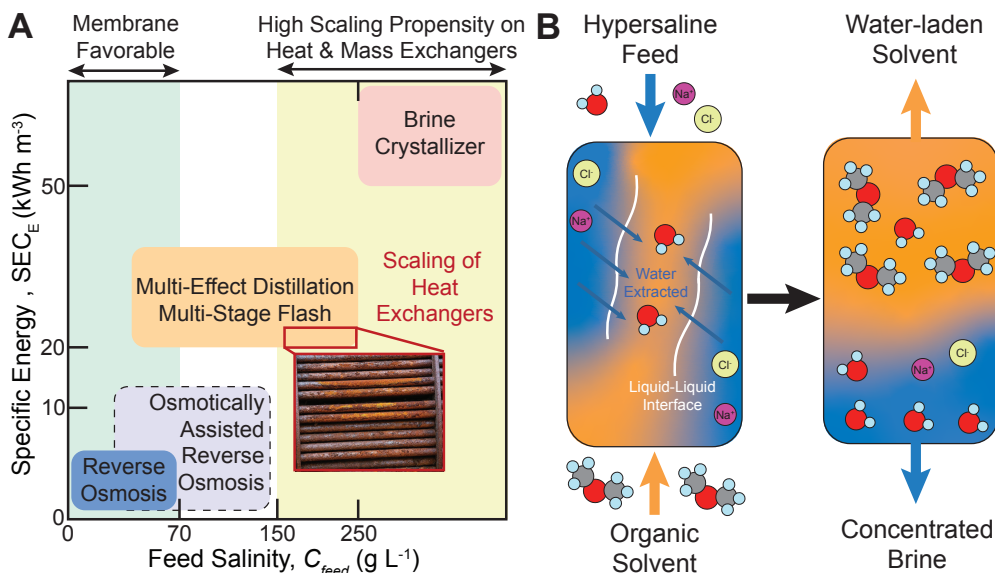 A
Membrane
Favorable
High Scaling Propensity on
Heat & Mass Exchangers
Specific Energy , SEC_E (kWh m-3)
50
20
10
0
Brine
Crystallizer
Multi-Effect Distillation
Multi-Stage Flash
Scaling of
Heat
Exchangers
Osmotically
Assisted
Reverse
Osmosis
Reverse
Osmosis
0
70
150
250
Feed Salinity, C_feed (g L-1)
B
Hypersaline
Feed
Na⁺
Cl⁻
Cl⁻
Na⁺
Water
Extracted
Cl⁻
Liquid-Liquid
Interface
Na⁺
Organic
Solvent
Water-laden
Solvent
Cl⁻
Na⁺
Concentrated
Brine